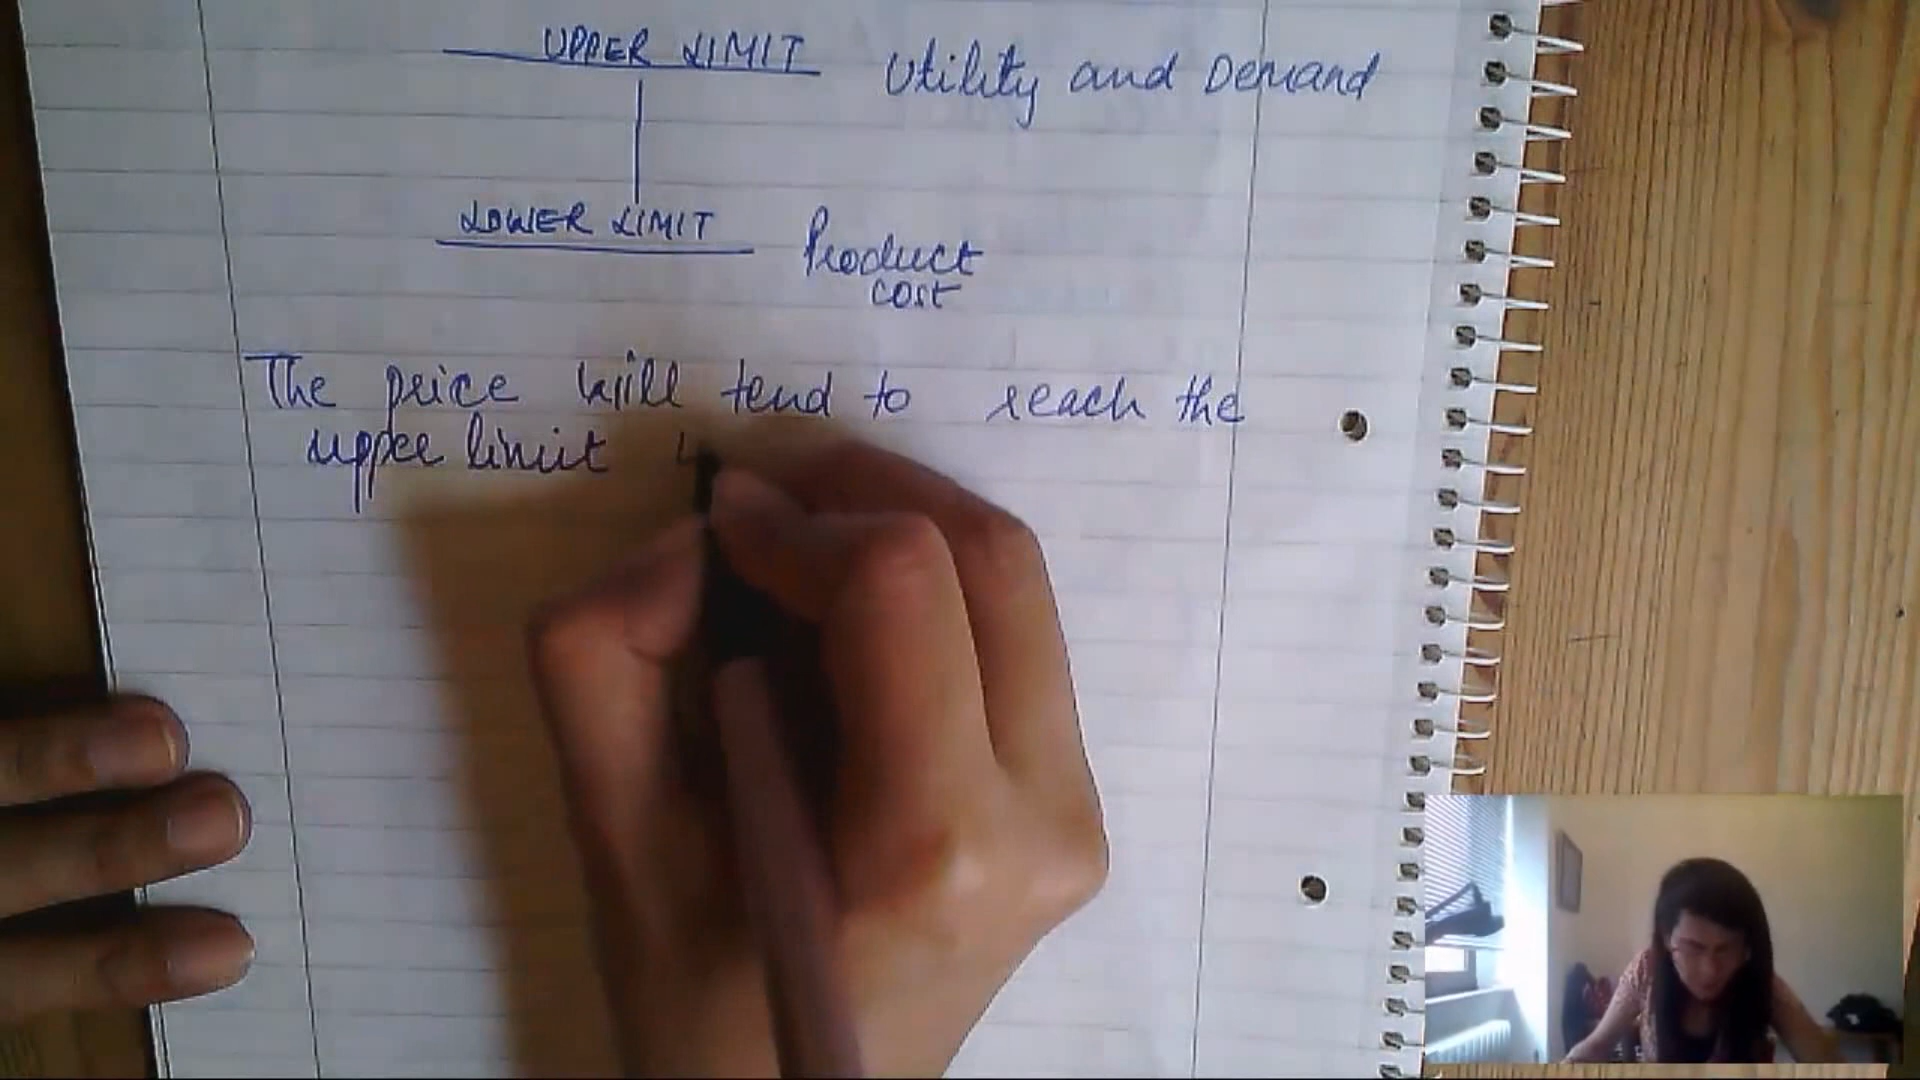 UPPER LIMIT Utility and Demand
LOWER LIMIT Product
cost
The price will tend to reach the
upper limit